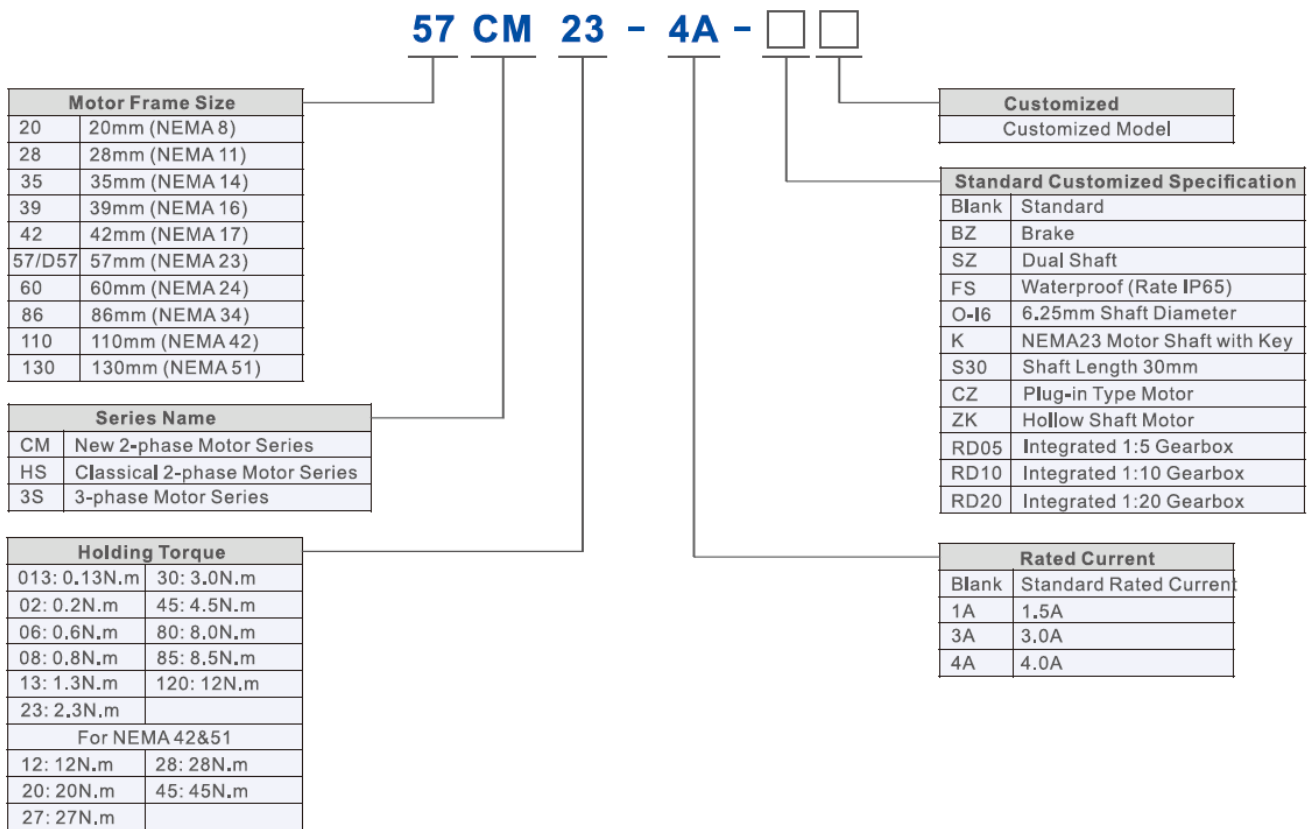 57 CM 23 - 4A - □ □
Motor Frame Size
20 20mm (NEMA 8)
28 28mm (NEMA 11)
35 35mm (NEMA 14)
39 39mm (NEMA 16)
42 42mm (NEMA 17)
57/D57 57mm (NEMA 23)
60 60mm (NEMA 24)
86 86mm (NEMA 34)
110 110mm (NEMA 42)
130 130mm (NEMA 51)
Series Name
CM New 2-phase Motor Series
HS Classical 2-phase Motor Series
3S 3-phase Motor Series
Holding Torque
013: 0.13N.m 30: 3.0N.m
02: 0.2N.m 45: 4.5N.m
06: 0.6N.m 80: 8.0N.m
08: 0.8N.m 85: 8.5N.m
13: 1.3N.m 120: 12N.m
23: 2.3N.m
For NEMA 42&51
12: 12N.m 28: 28N.m
20: 20N.m 45: 45N.m
27: 27N.m
Customized
Customized Model
Standard Customized Specification
Blank Standard
BZ Brake
SZ Dual Shaft
FS Waterproof (Rate IP65)
O-I6 6.25mm Shaft Diameter
K NEMA23 Motor Shaft with Key
S30 Shaft Length 30mm
CZ Plug-in Type Motor
ZK Hollow Shaft Motor
RD05 Integrated 1:5 Gearbox
RD10 Integrated 1:10 Gearbox
RD20 Integrated 1:20 Gearbox
Rated Current
Blank Standard Rated Current
1A 1.5A
3A 3.0A
4A 4.0A